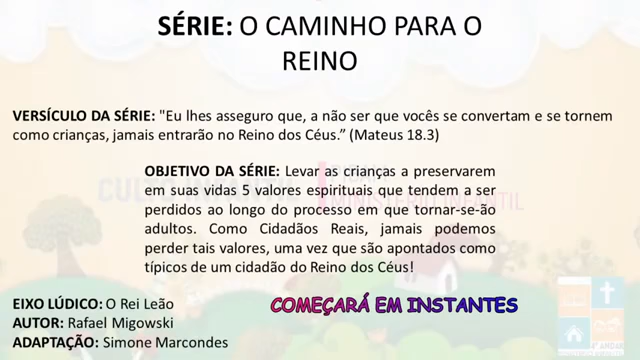 SÉRIE: O CAMINHO PARA O
REINO
VERSÍCULO DA SÉRIE: "Eu lhes asseguro que, a não ser que vocês se convertam e se tornem
como crianças, jamais entrarão no Reino dos Céus.” (Mateus 18.3)
OBJETIVO DA SÉRIE: Levar as crianças a preservarem
em suas vidas 5 valores espirituais que tendem a ser
perdidos ao longo do processo em que tornar-se-ão
adultos. Como Cidadãos Reais, jamais podemos
perder tais valores, uma vez que são apontados como
típicos de um cidadão do Reino dos Céus!
CULTO INFANTIL
MINISTÉRIO INFANTIL
EIXO LÚDICO: O Rei Leão
AUTOR: Rafael Migowski
ADAPTAÇÃO: Simone Marcondes
COMEÇARÁ EM INSTANTES